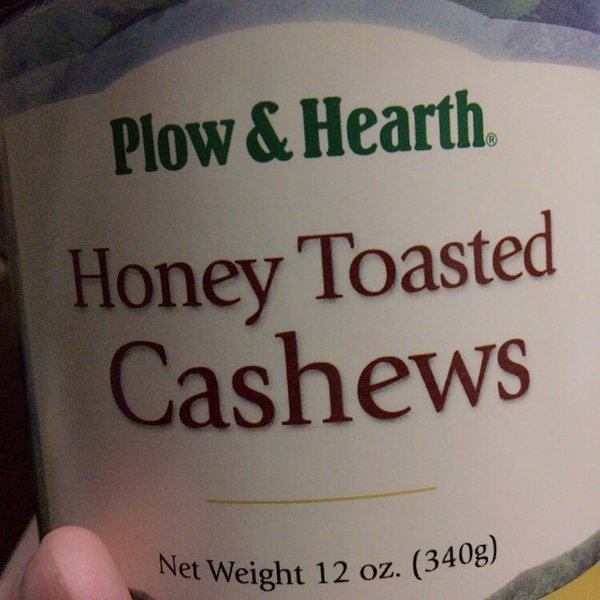 Plow & Hearth®
Honey Toasted
Cashews
Net Weight 12 oz. (340g)